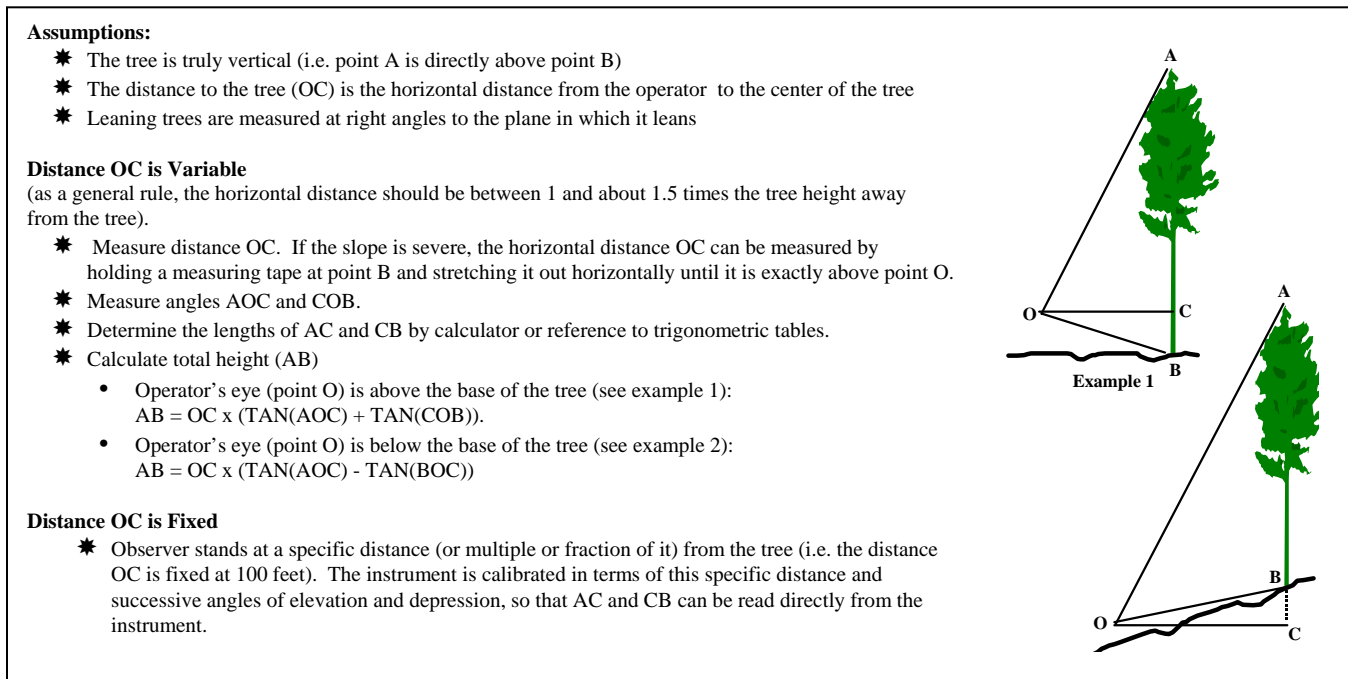 Assumptions:
✷ The tree is truly vertical (i.e. point A is directly above point B)
✷ The distance to the tree (OC) is the horizontal distance from the operator to the center of the tree
✷ Leaning trees are measured at right angles to the plane in which it leans
Distance OC is Variable
(as a general rule, the horizontal distance should be between 1 and about 1.5 times the tree height away
from the tree).
✷ Measure distance OC. If the slope is severe, the horizontal distance OC can be measured by
holding a measuring tape at point B and stretching it out horizontally until it is exactly above point O.
✷ Measure angles AOC and COB.
✷ Determine the lengths of AC and CB by calculator or reference to trigonometric tables.
✷ Calculate total height (AB)
• Operator's eye (point O) is above the base of the tree (see example 1):
AB = OC x (TAN(AOC) + TAN(COB)).
• Operator's eye (point O) is below the base of the tree (see example 2):
AB = OC x (TAN(AOC) - TAN(BOC))
Distance OC is Fixed
✷ Observer stands at a specific distance (or multiple or fraction of it) from the tree (i.e. the distance
OC is fixed at 100 feet). The instrument is calibrated in terms of this specific distance and
successive angles of elevation and depression, so that AC and CB can be read directly from the
instrument.
A
O
C
B
Example 1
A
B
O
C